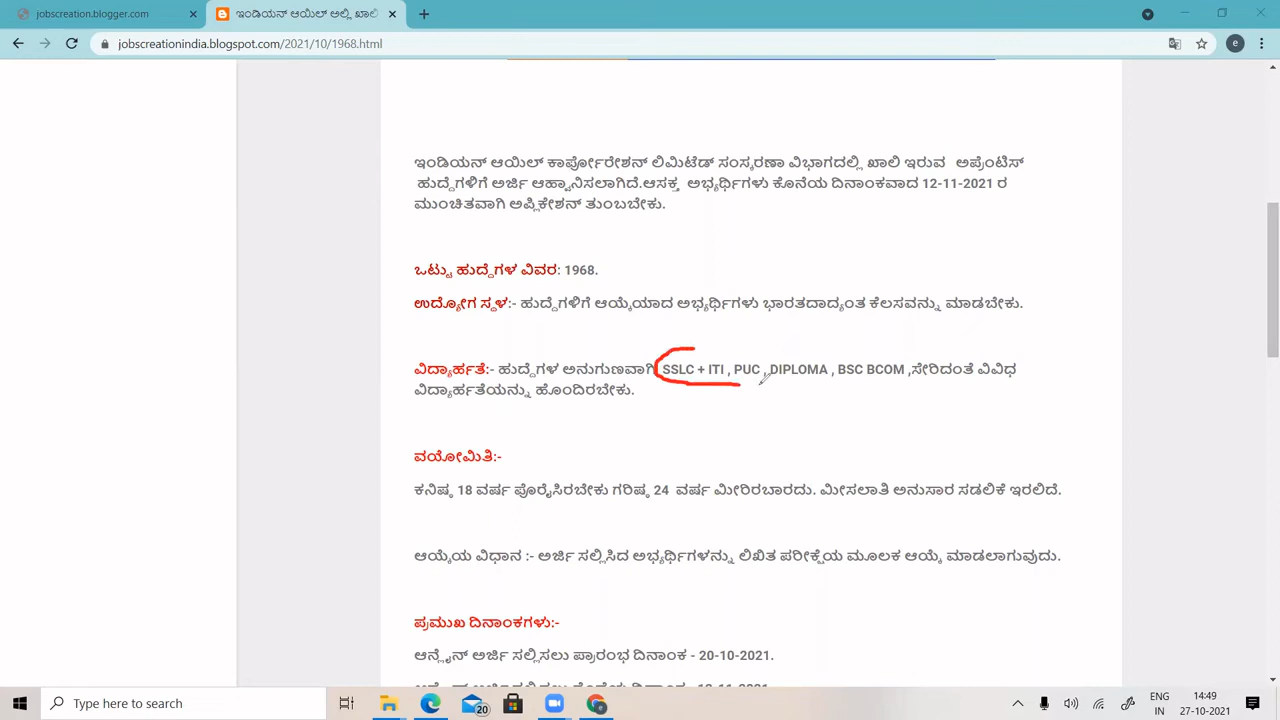 jobscreation.blogger.com
ಇಂಡಿಯನ್ ಆಯಿಲ್ ಅಲ್ಲಿ ಖಾಲಿ
jobscreationindia.blogspot.com/2021/10/1968.html
e
ಇಂಡಿಯನ್ ಆಯಿಲ್ ಕಾರ್ಪೋರೇಶನ್ ಲಿಮಿಟೆಡ್ ಸಂಸ್ಕರಣಾ ವಿಭಾಗದಲ್ಲಿ ಖಾಲಿ ಇರುವ ಅಪ್ರೆಂಟಿಸ್
ಹುದ್ದೆಗಳಿಗೆ ಅರ್ಜಿ ಆಹ್ವಾನಿಸಲಾಗಿದೆ.ಆಸಕ್ತ ಅಭ್ಯರ್ಥಿಗಳು ಕೊನೆಯ ದಿನಾಂಕವಾದ 12-11-2021 ರ
ಮುಂಚಿತವಾಗಿ ಅಪ್ಲಿಕೇಶನ್ ತುಂಬಬೇಕು.
ಒಟ್ಟು ಹುದ್ದೆಗಳ ವಿವರ: 1968.
ಉದ್ಯೋಗ ಸ್ಥಳ:- ಹುದ್ದೆಗಳಿಗೆ ಆಯ್ಕೆಯಾದ ಅಭ್ಯರ್ಥಿಗಳು ಭಾರತದಾದ್ಯಂತ ಕೆಲಸವನ್ನು ಮಾಡಬೇಕು.
ವಿದ್ಯಾರ್ಹತೆ:- ಹುದ್ದೆಗಳ ಅನುಗುಣವಾಗಿ SSLC + ITI , PUC , DIPLOMA , BSC BCOM ,ಸೇರಿದಂತೆ ವಿವಿಧ
ವಿದ್ಯಾರ್ಹತೆಯನ್ನು ಹೊಂದಿರಬೇಕು.
ವಯೋಮಿತಿ:-
ಕನಿಷ್ಠ 18 ವರ್ಷ ಪೂರೈಸಿರಬೇಕು ಗರಿಷ್ಠ 24 ವರ್ಷ ಮೀರಿರಬಾರದು. ಮೀಸಲಾತಿ ಅನುಸಾರ ಸಡಲಿಕೆ ಇರಲಿದೆ.
ಆಯ್ಕೆಯ ವಿಧಾನ :- ಅರ್ಜಿ ಸಲ್ಲಿಸಿದ ಅಭ್ಯರ್ಥಿಗಳನ್ನು ಲಿಖಿತ ಪರೀಕ್ಷೆಯ ಮೂಲಕ ಆಯ್ಕೆ ಮಾಡಲಾಗುವುದು.
ಪ್ರಮುಖ ದಿನಾಂಕಗಳು:-
ಆನ್ಲೈನ್ ಅರ್ಜಿ ಸಲ್ಲಿಸಲು ಪ್ರಾರಂಭ ದಿನಾಂಕ - 20-10-2021.
Type here to search
20
ENG
IN
14:49
27-10-2021